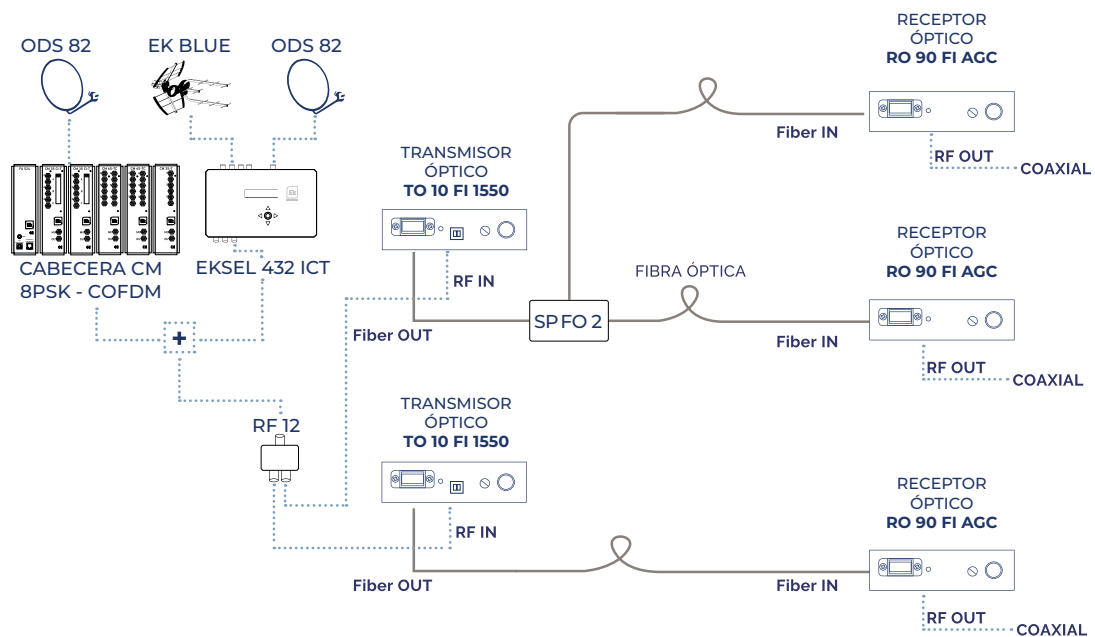 RECEPTOR
ÓPTICO
RO 90 FI AGC
ODS 82
EK BLUE
ODS 82
Fiber IN
TRANSMISOR
ÓPTICO
TO 10 FI 1550
RF OUT
COAXIAL
RECEPTOR
ÓPTICO
RO 90 FI AGC
CABECERA CM
8PSK - COFDM
EKSEL 432 ICT
RF IN
FIBRA ÓPTICA
Fiber OUT
SP FO 2
Fiber IN
+
RF OUT
COAXIAL
TRANSMISOR
ÓPTICO
TO 10 FI 1550
RF 12
RECEPTOR
ÓPTICO
RO 90 FI AGC
RF IN
Fiber OUT
Fiber IN
RF OUT
COAXIAL